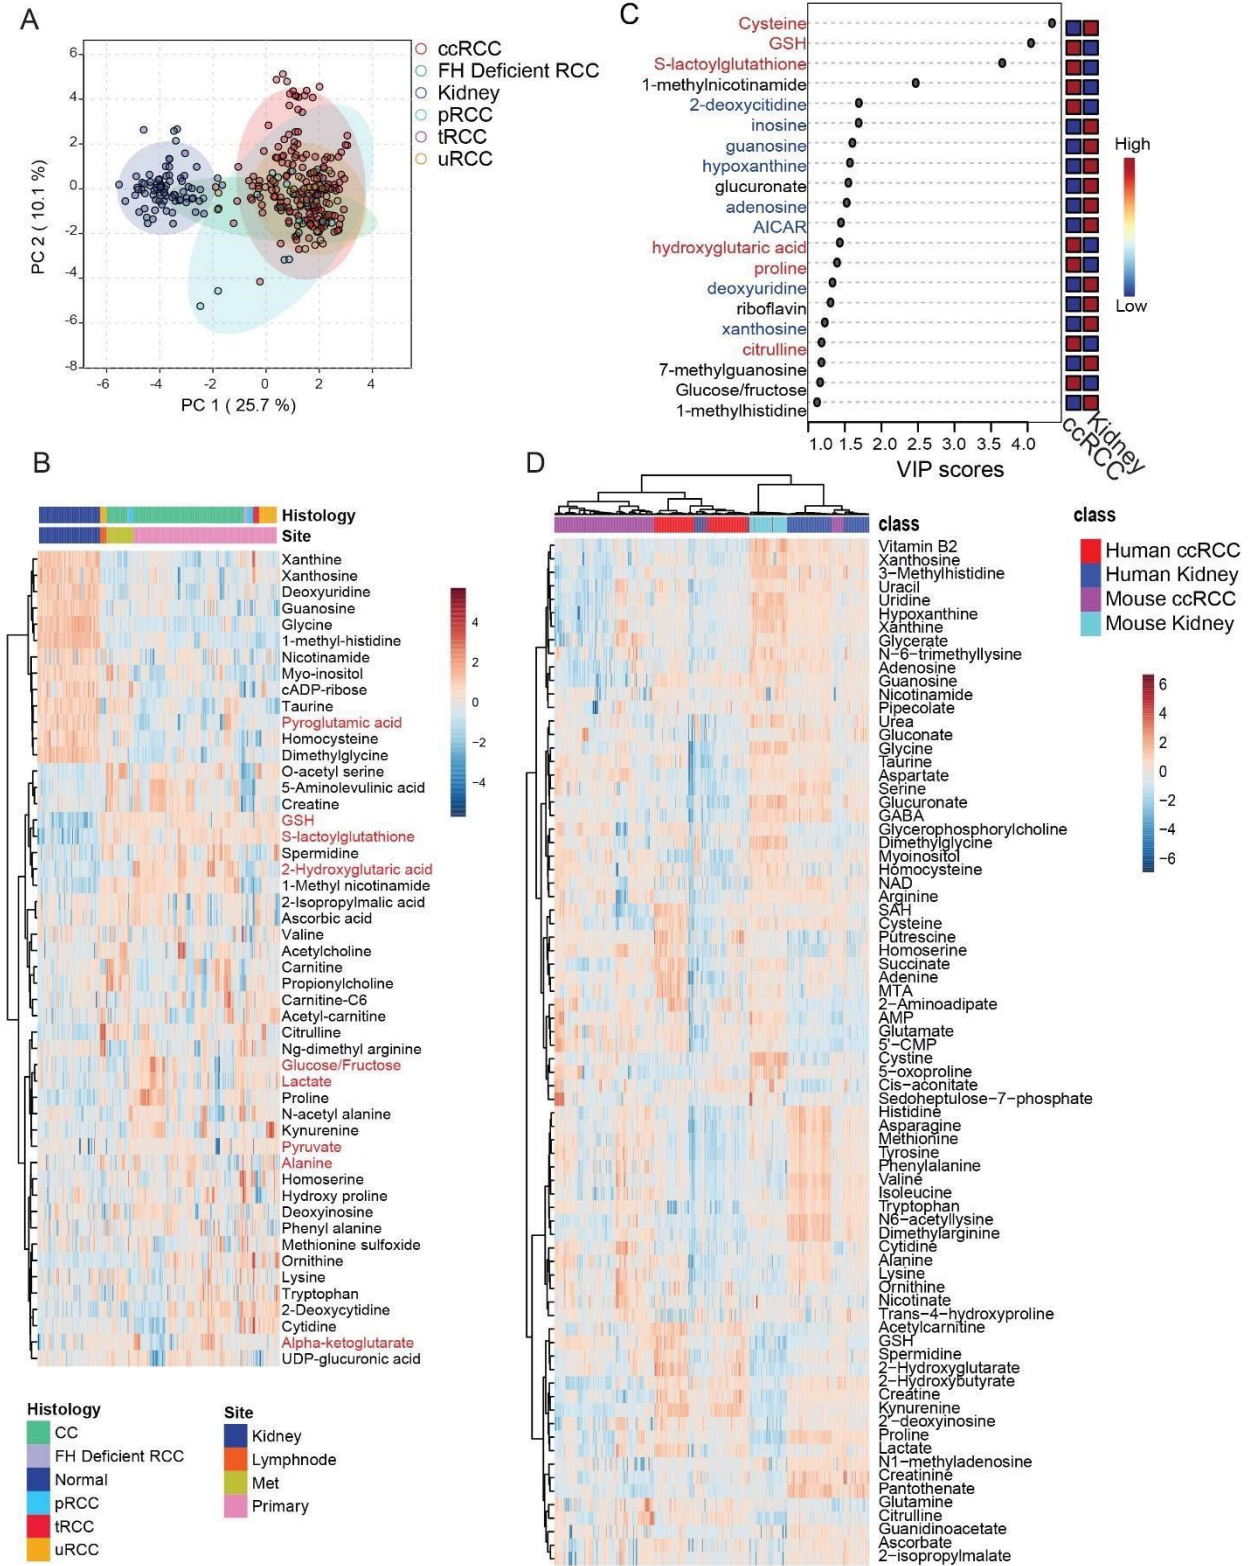 A
6
4
2
0
-2
-4
-6
-8
-6
-4
-2
0
2
4
PC 2 ( 10.1 %)
PC 1 ( 25.7 %)
ccRCC
FH Deficient RCC
Kidney
pRCC
tRCC
uRCC
C
Cysteine
GSH
S-lactoylglutathione
1-methylnicotinamide
2-deoxycitidine
inosine
guanosine
hypoxanthine
glucuronate
adenosine
AICAR
hydroxyglutaric acid
proline
deoxyuridine
riboflavin
xanthosine
citrulline
7-methylguanosine
Glucose/fructose
1-methylhistidine
1.0 1.5 2.0 2.5 3.0 3.5 4.0
VIP scores
Kidney
ccRCC
High
Low
B
Histology
Site
Xanthine
Xanthosine
Deoxyuridine
Guanosine
Glycine
1-methyl-histidine
Nicotinamide
Myo-inositol
cADP-ribose
Taurine
Pyroglutamic acid
Homocysteine
Dimethylglycine
O-acetyl serine
5-Aminolevulinic acid
Creatine
GSH
S-lactoylglutathione
Spermidine
2-Hydroxyglutaric acid
1-Methyl nicotinamide
2-Isopropylmalic acid
Ascorbic acid
Valine
Acetylcholine
Carnitine
Propionylcholine
Carnitine-C6
Acetyl-carnitine
Citrulline
Ng-dimethyl arginine
Glucose/Fructose
Lactate
Proline
N-acetyl alanine
Kynurenine
Pyruvate
Alanine
Homoserine
Hydroxy proline
Deoxyinosine
Phenyl alanine
Methionine sulfoxide
Ornithine
Lysine
Tryptophan
2-Deoxycytidine
Cytidine
Alpha-ketoglutarate
UDP-glucuronic acid
4
2
0
−2
−4
Histology
CC
FH Deficient RCC
Normal
pRCC
tRCC
uRCC
Site
Kidney
Lymphnode
Met
Primary
D
class
Vitamin B2
Xanthosine
3−Methylhistidine
Uracil
Uridine
Hypoxanthine
Xanthine
Glycerate
N−6−trimethyllysine
Adenosine
Guanosine
Nicotinamide
Pipecolate
Urea
Gluconate
Glycine
Taurine
Aspartate
Serine
Glucuronate
GABA
Glycerophosphorylcholine
Dimethylglycine
Myoinositol
Homocysteine
NAD
Arginine
SAH
Cysteine
Putrescine
Homoserine
Succinate
Adenine
MTA
2−Aminoadipate
AMP
Glutamate
5'−CMP
Cystine
5−oxoproline
Cis−aconitate
Sedoheptulose−7−phosphate
Histidine
Asparagine
Methionine
Tyrosine
Phenylalanine
Valine
Isoleucine
Tryptophan
N6−acetyllysine
Dimethylarginine
Cytidine
Alanine
Lysine
Ornithine
Nicotinate
Trans−4−hydroxyproline
Acetylcarnitine
GSH
Spermidine
2−Hydroxyglutarate
2−Hydroxybutyrate
Creatine
Kynurenine
2'−deoxyinosine
Proline
Lactate
N1−methyladenosine
Creatinine
Pantothenate
Glutamine
Citrulline
Guanidinoacetate
Ascorbate
2−isopropylmalate
class
Human ccRCC
Human Kidney
Mouse ccRCC
Mouse Kidney
6
4
2
0
−2
−4
−6